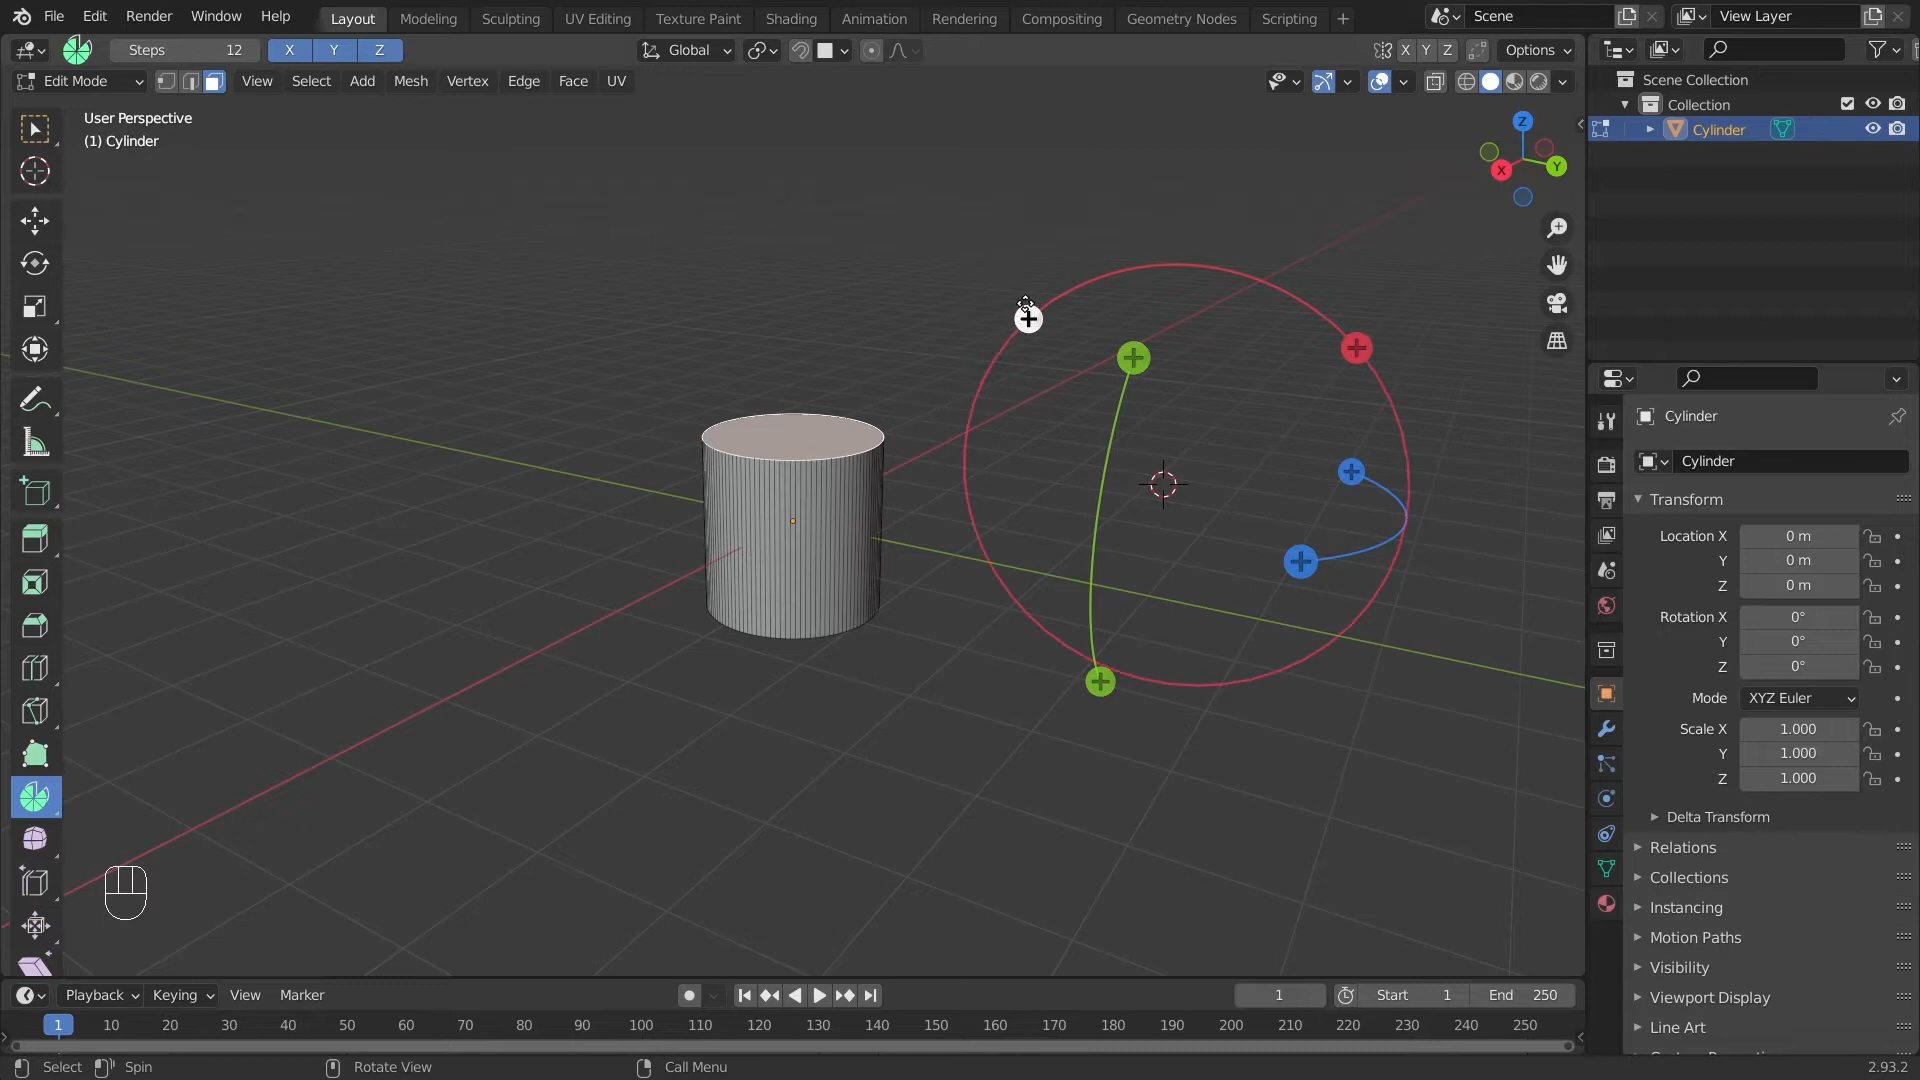 File Edit Render Window Help Layout Modeling Sculpting UV Editing Texture Paint Shading Animation Rendering Compositing Geometry Nodes Scripting Scene View Layer
Steps 12 X Y Z Global X Y Z Options
Edit Mode View Select Add Mesh Vertex Edge Face UV
Scene Collection
Collection
Cylinder
User Perspective
(1) Cylinder
Z
Y
X
Cylinder
Cylinder
Transform
Location X 0 m
Y 0 m
Z 0 m
Rotation X 0°
Y 0°
Z 0°
Mode XYZ Euler
Scale X 1.000
Y 1.000
Z 1.000
Delta Transform
Relations
Collections
Instancing
Motion Paths
Visibility
Viewport Display
Line Art
Playback Keying View Marker 1 Start 1 End 250
1 10 20 30 40 50 60 70 80 90 100 110 120 130 140 150 160 170 180 190 200 210 220 230 240 250
Select Spin Rotate View Call Menu 2.93.2